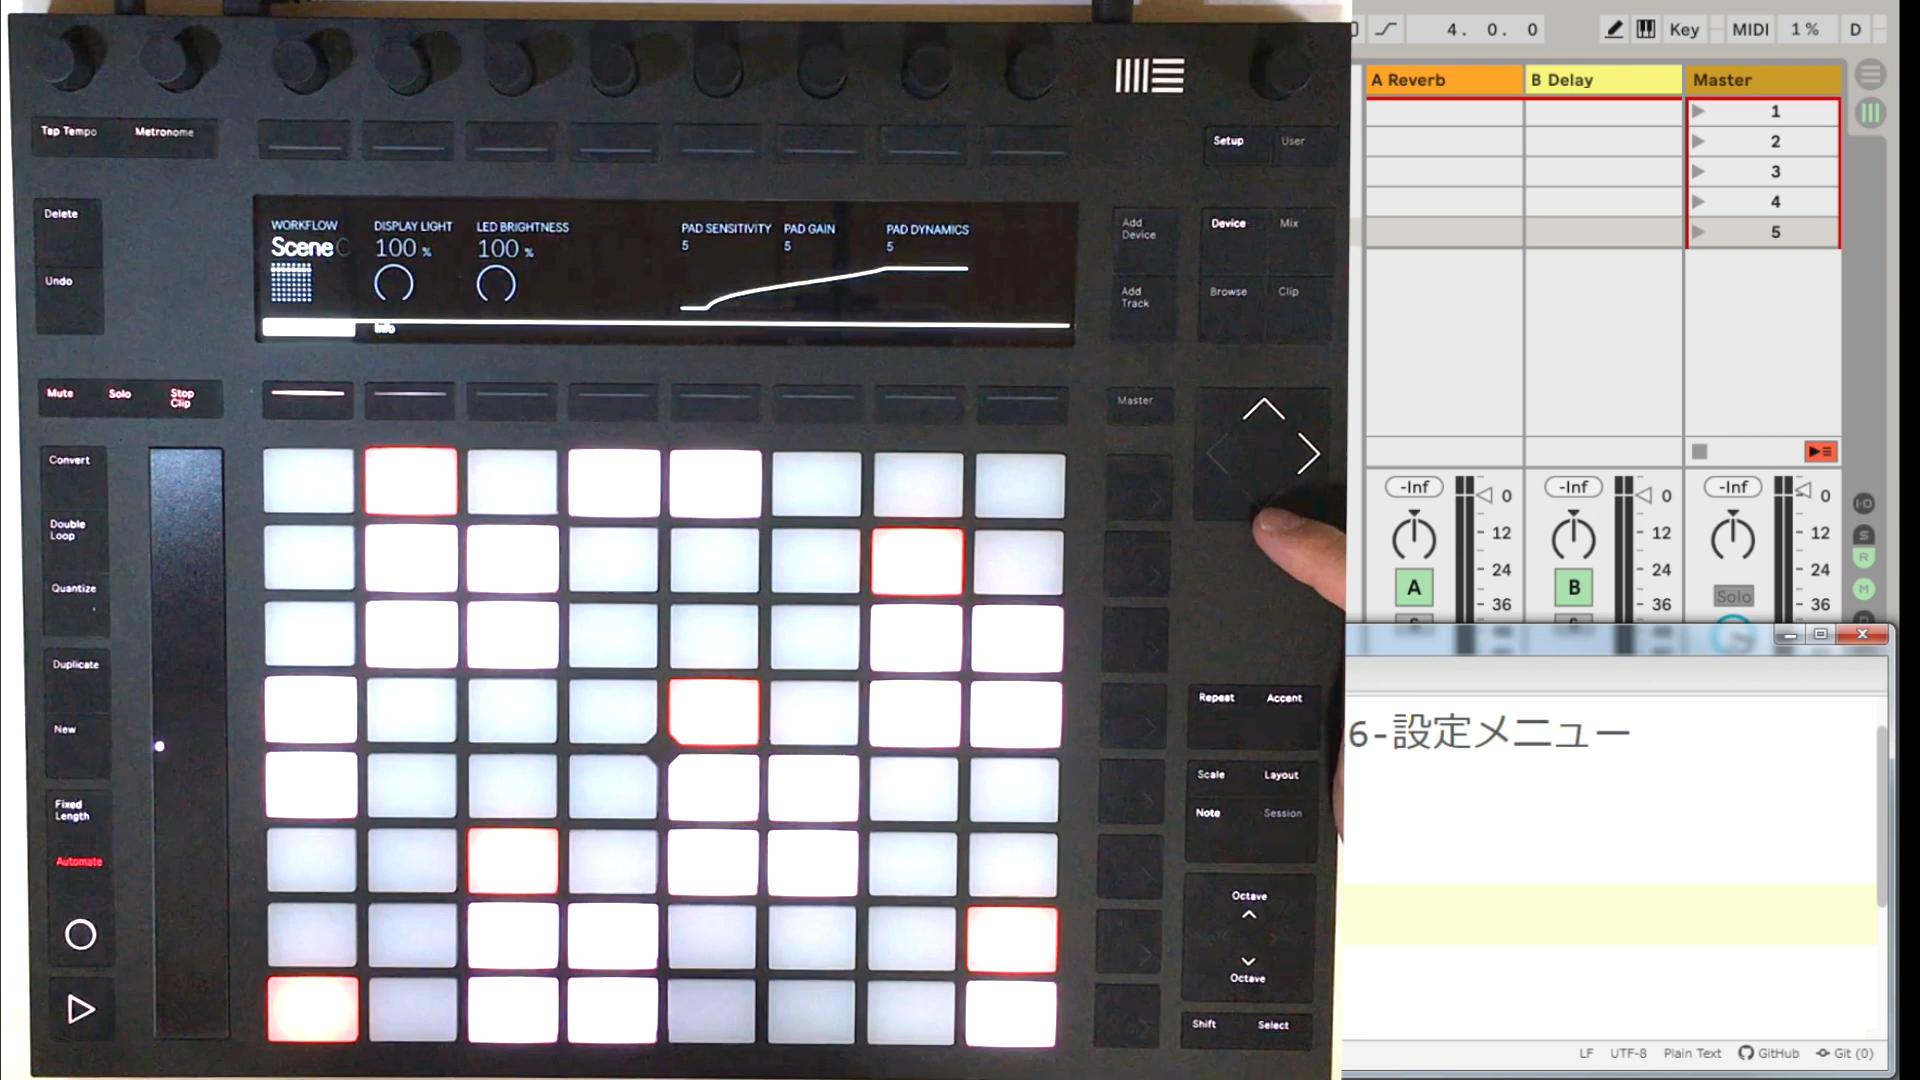 Tap Tempo
Metronome
Setup
User
Delete
Undo
WORKFLOW
Scene
DISPLAY LIGHT
100 %
LED BRIGHTNESS
100 %
PAD SENSITIVITY
5
PAD GAIN
5
PAD DYNAMICS
5
Info
Add Device
Add Track
Device
Mix
Browse
Clip
Mute
Solo
Stop Clip
Master
Convert
Double Loop
Quantize
Duplicate
New
Fixed Length
Automate
Repeat
Accent
Scale
Layout
Note
Session
Octave
Octave
Shift
Select
4. 0. 0
Key
MIDI
1 %
D
A Reverb
B Delay
Master
1
2
3
4
5
-Inf
0
12
24
36
A
-Inf
0
12
24
36
B
-Inf
0
12
24
36
Solo
I·O
S
R
M
6-設定メニュー
LF
UTF-8
Plain Text
GitHub
Git (0)